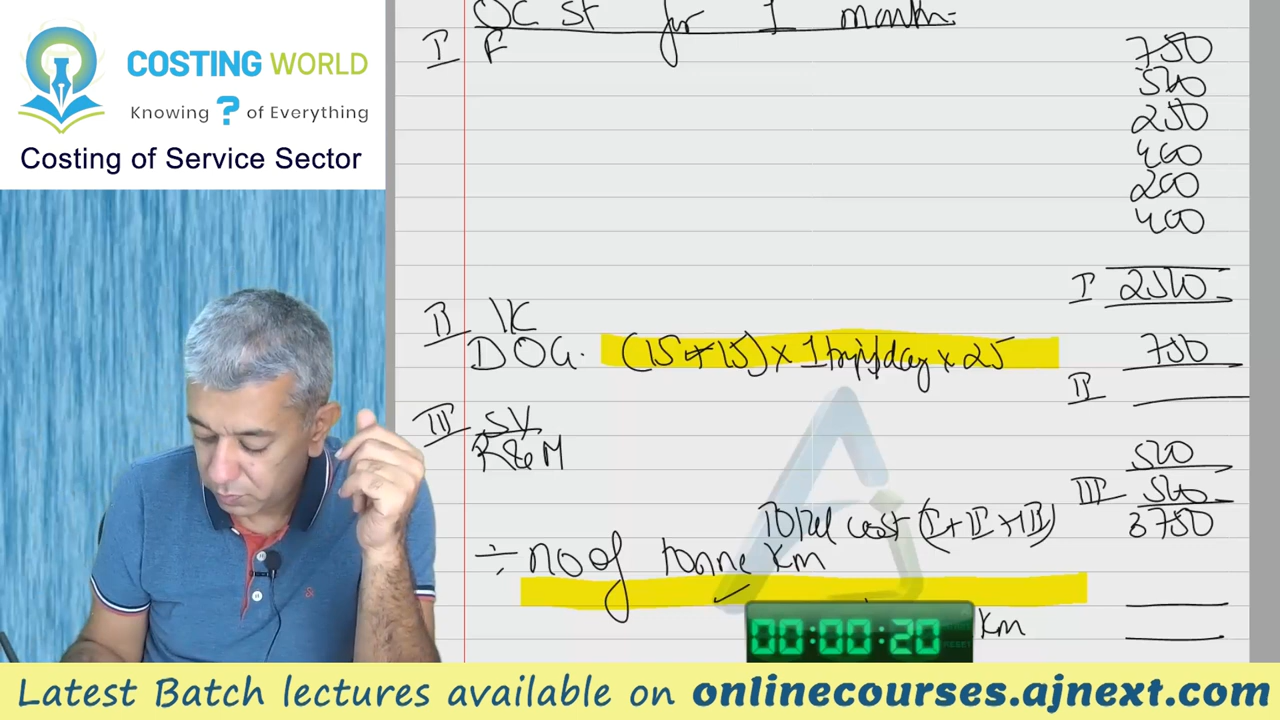 COSTING WORLD
Knowing ? of Everything
Costing of Service Sector
OC St for 1 month.
I F 750
500
250
400
200
400
I 2500
II VC
DOG. (15+15) x 1 trip/day x 25 750
II
III SV
R&M 500
III 500
Total cost (I+II+III) 3750
÷ no of tonne km
km
00:00:20
RESET
Latest Batch lectures available on onlinecourses.ajnext.com